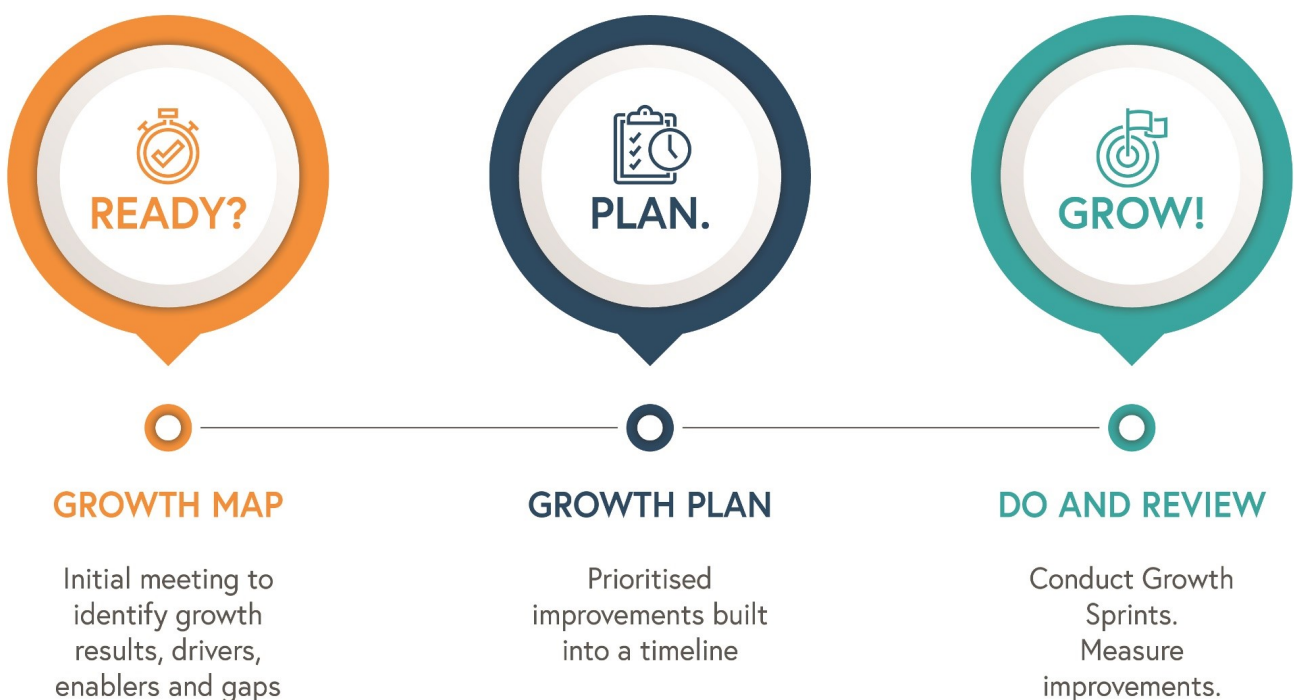 READY?
PLAN.
GROW!
GROWTH MAP
Initial meeting to
identify growth
results, drivers,
enablers and gaps
GROWTH PLAN
Prioritised
improvements built
into a timeline
DO AND REVIEW
Conduct Growth
Sprints.
Measure
improvements.